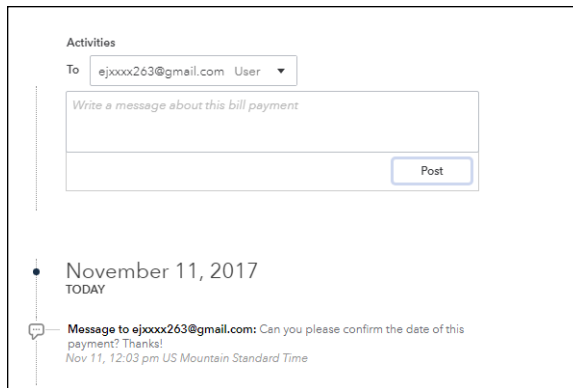 Activities
To ejxxxx263@gmail.com User
Write a message about this bill payment
Post
November 11, 2017
TODAY
Message to ejxxxx263@gmail.com: Can you please confirm the date of this
payment? Thanks!
Nov 11, 12:03 pm US Mountain Standard Time